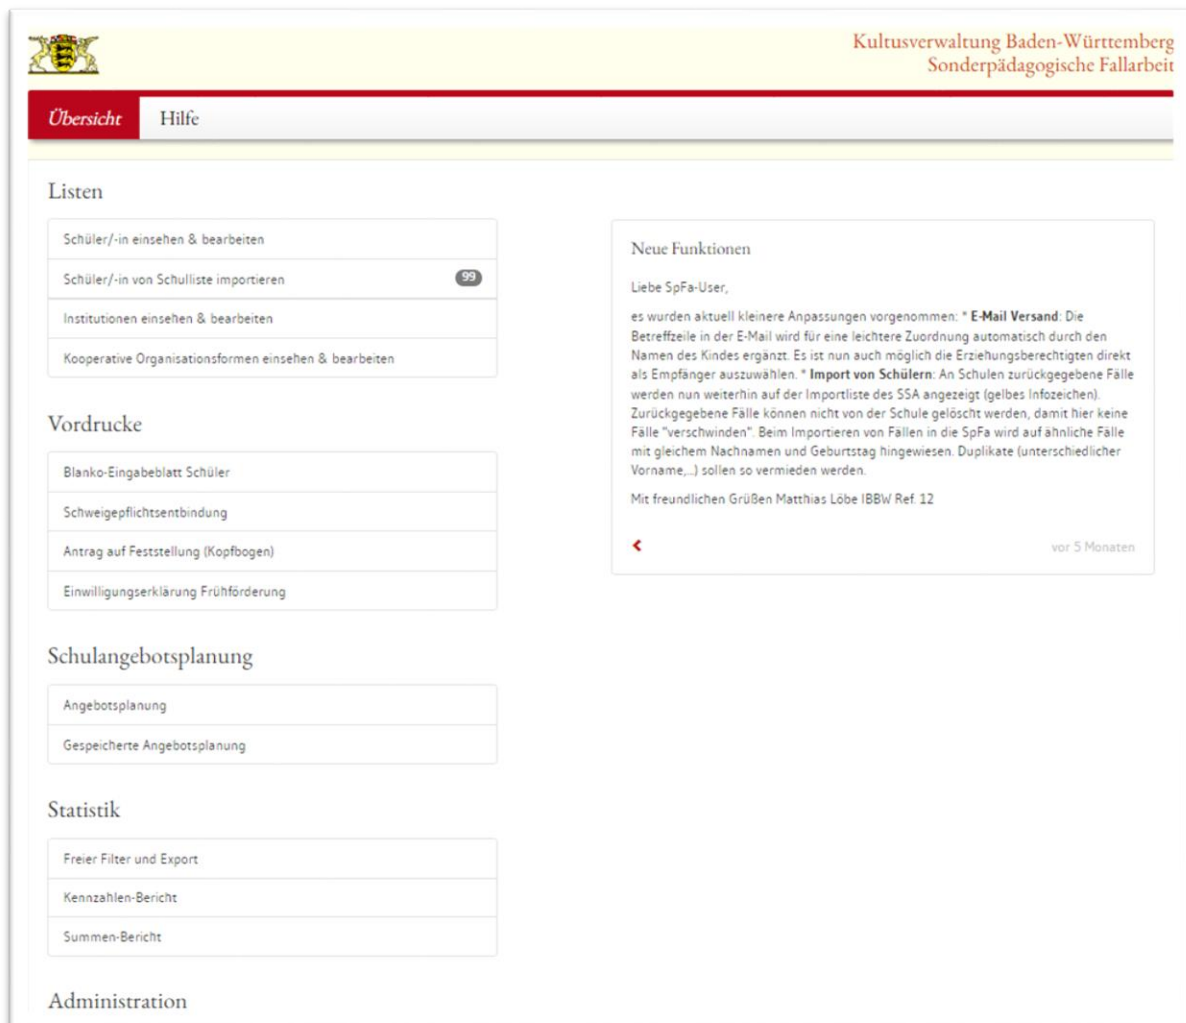 Kultusverwaltung Baden-Württemberg
Sonderpädagogische Fallarbeit
Übersicht
Hilfe
Listen
Schüler/-in einsehen & bearbeiten
Schüler/-in von Schulliste importieren 99
Institutionen einsehen & bearbeiten
Kooperative Organisationsformen einsehen & bearbeiten
Vordrucke
Blanko-Eingabeblatt Schüler
Schweigepflichtsentbindung
Antrag auf Feststellung (Kopfbogen)
Einwilligungserklärung Frühförderung
Schulangebotsplanung
Angebotsplanung
Gespeicherte Angebotsplanung
Statistik
Freier Filter und Export
Kennzahlen-Bericht
Summen-Bericht
Administration
Neue Funktionen
Liebe SpFa-User,
es wurden aktuell kleinere Anpassungen vorgenommen: * E-Mail Versand: Die
Betreffzeile in der E-Mail wird für eine leichtere Zuordnung automatisch durch den
Namen des Kindes ergänzt. Es ist nun auch möglich die Erziehungsberechtigten direkt
als Empfänger auszuwählen. * Import von Schülern: An Schulen zurückgegebene Fälle
werden nun weiterhin auf der Importliste des SSA angezeigt (gelbes Infozeichen).
Zurückgegebene Fälle können nicht von der Schule gelöscht werden, damit hier keine
Fälle "verschwinden". Beim Importieren von Fällen in die SpFa wird auf ähnliche Fälle
mit gleichem Nachnamen und Geburtstag hingewiesen. Duplikate (unterschiedlicher
Vorname,...) sollen so vermieden werden.
Mit freundlichen Grüßen Matthias Löbe IBBW Ref. 12
vor 5 Monaten